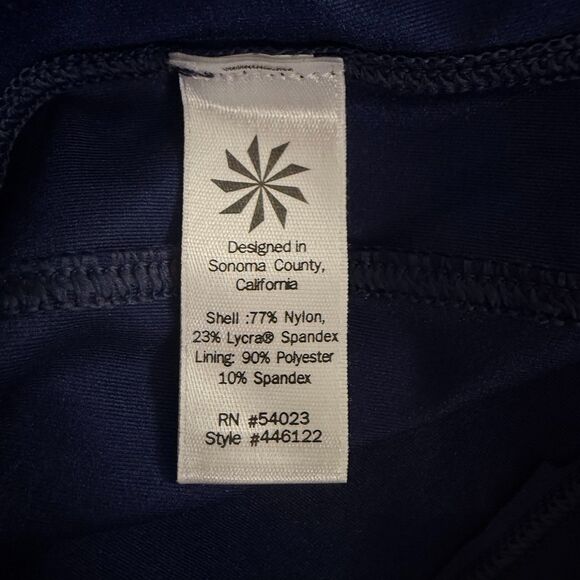 Designed in
Sonoma County,
California
Shell :77% Nylon,
23% Lycra® Spandex
Lining: 90% Polyester
10% Spandex
RN #54023
Style #446122